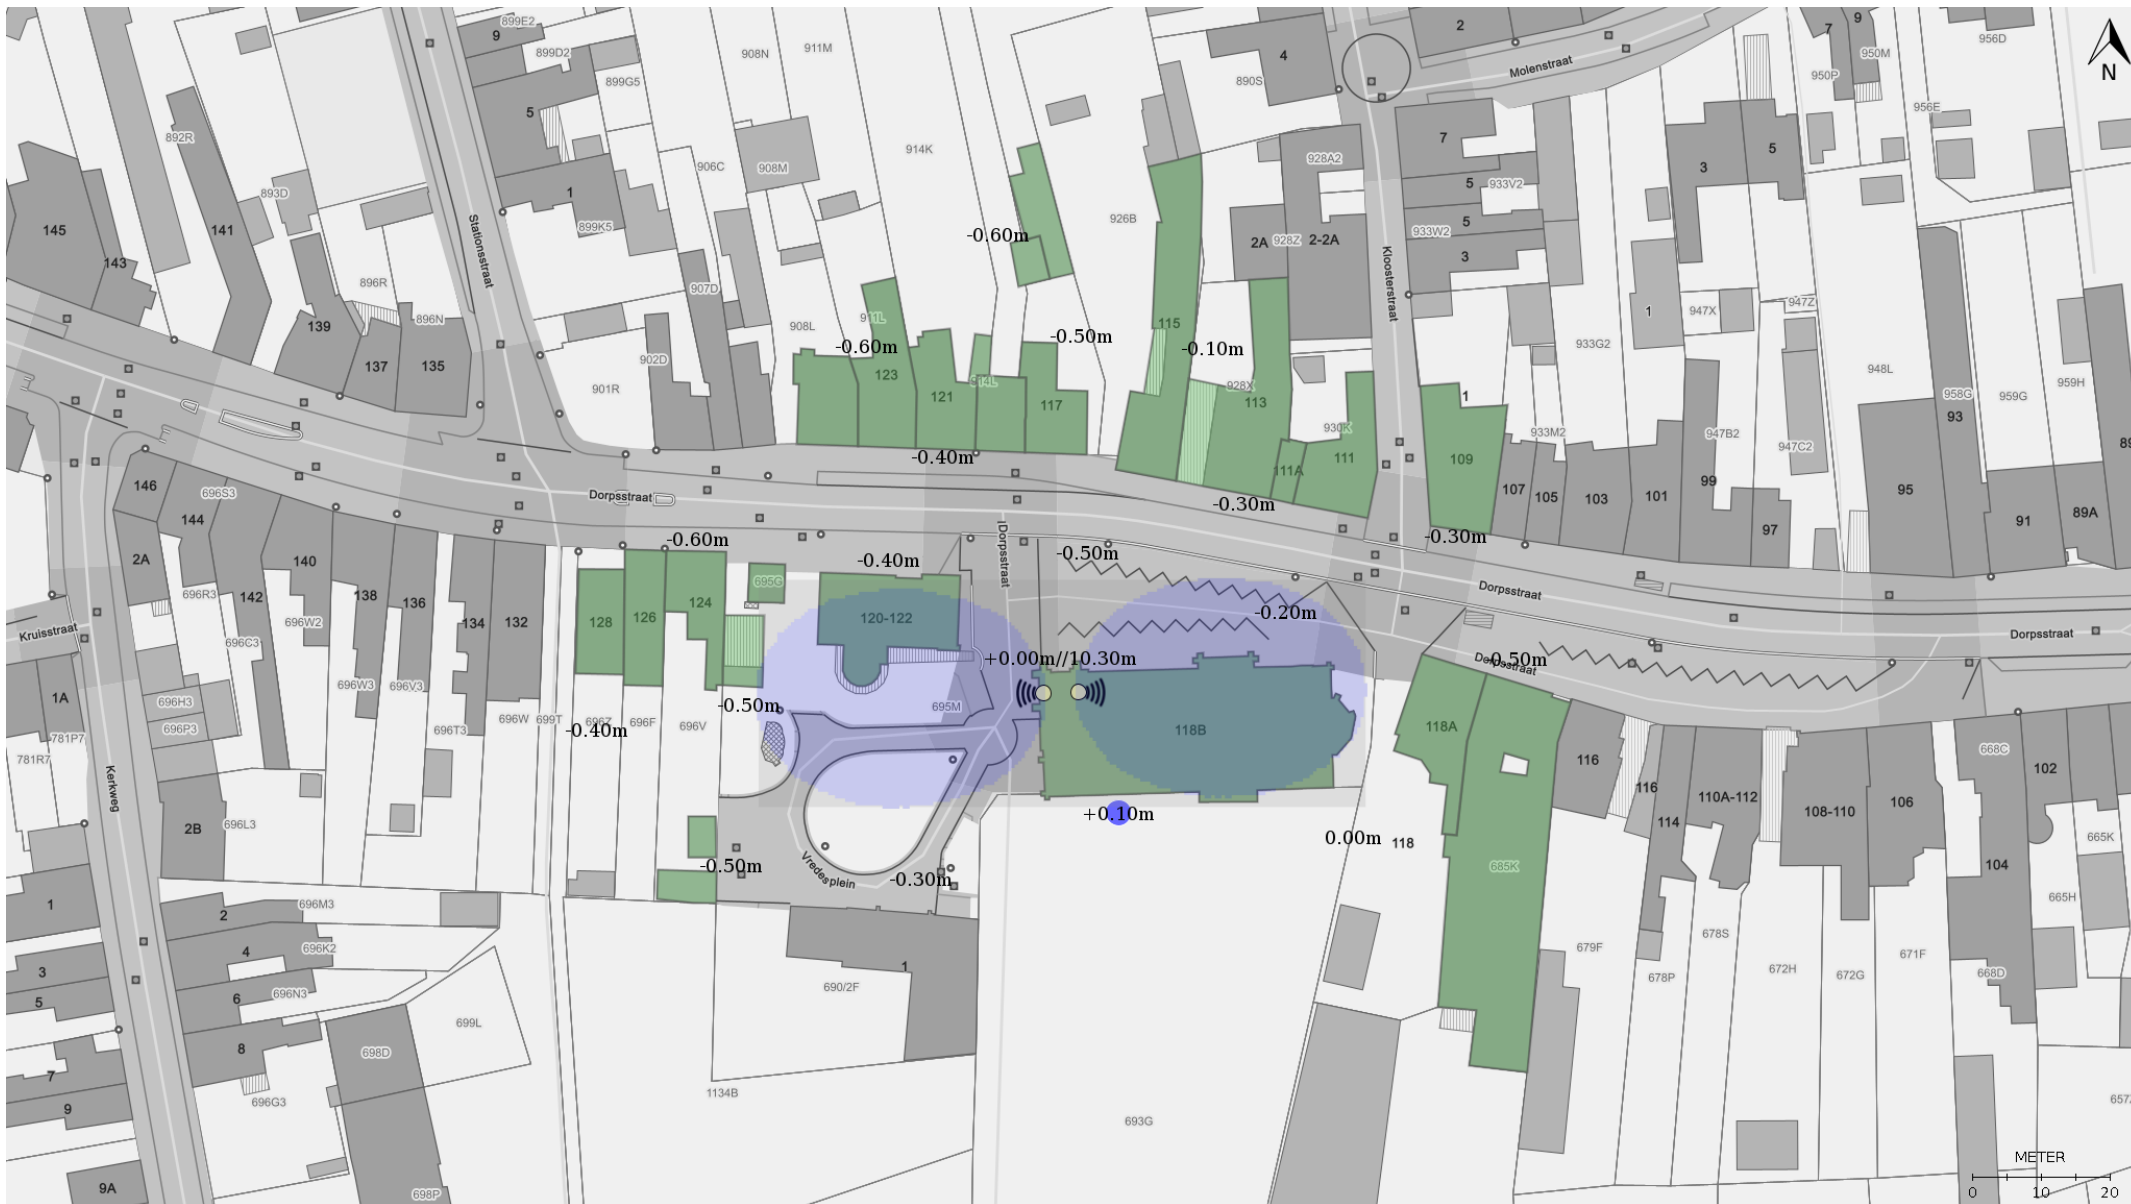 899E2
9
899D2
5
899G5
1
899K5
908N
911M
906C
908M
914K
890S
4
2
Molenstraat
7
9
950M
950P
956D
956E
892R
893D
141
145
143
139
896R
896N
137
135
Stationsstraat
907D
902D
901R
908L
911L
-0.60m
-0.60m
-0.50m
926B
928A2
2A
928Z
2-2A
Kloosterstraat
7
5
933V2
5
933W2
3
3
5
1
947X
947Z
933G2
948L
958G
959G
959H
93
115
-0.10m
928X
113
123
121
914L
117
-0.40m
930K
111A
111
-0.30m
1
109
-0.30m
107
933M2
105
103
101
947B2
99
97
947C2
95
91
89A
Dorpsstraat
Dorpsstraat
Dorpsstraat
Dorpsstraat
Dorpsstraat
146
696S3
144
2A
696R3
142
696C3
140
696W2
138
696W3
136
696V3
134
132
696T3
696W
699T
Kruisstraat
1A
781P7
781R7
Kerkweg
696H3
696P3
2B
696L3
-0.60m
695G
128
126
124
-0.40m
120-122
-0.50m
-0.20m
+0.00m//10.30m
-0.50m
-0.50m
-0.40m
696Z
696F
696V
695M
118B
118A
116
116
114
110A-112
108-110
106
668C
102
104
665K
665H
+0.10m
0.00m
118
685K
-0.50m
-0.30m
Vredesplein
1
2
696M3
4
696K2
3
5
6
696N3
8
7
9
696G3
698D
699L
9A
698P
1
690/2F
1134B
693G
679F
678P
678S
672H
672G
671F
668D
N
METER
0
10
20